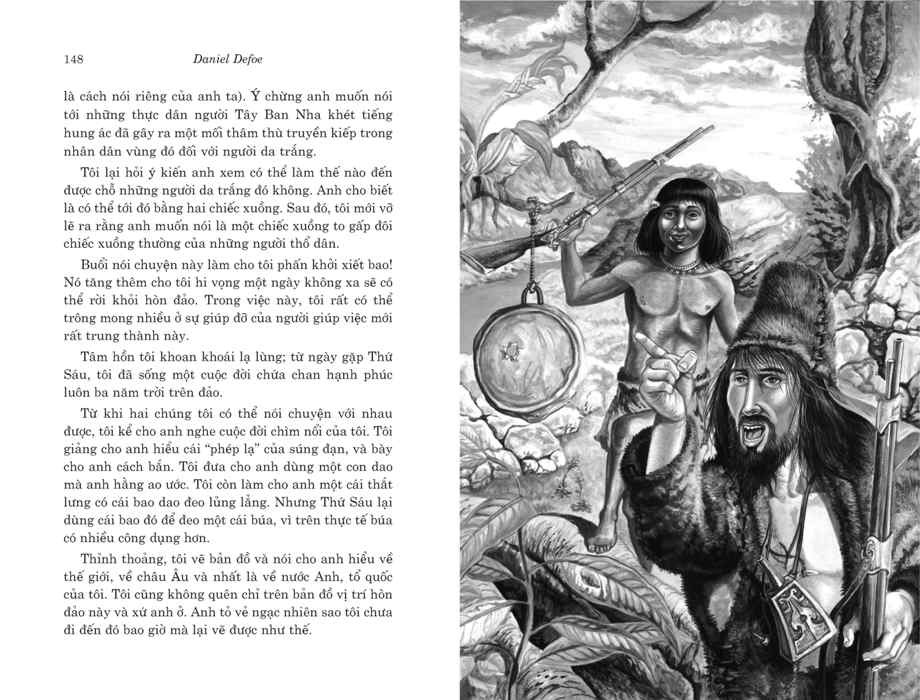 148
Daniel Defoe
là cách nói riêng của anh ta). Ý chừng anh muốn nói
tới những thực dân người Tây Ban Nha khét tiếng
hung ác đã gây ra một mối thâm thù truyền kiếp trong
nhân dân vùng đó đối với người da trắng.
Tôi lại hỏi ý kiến anh xem có thể làm thế nào đến
được chỗ những người da trắng đó không. Anh cho biết
là có thể tới đó bằng hai chiếc xuồng. Sau đó, tôi mới vỡ
lẽ ra rằng anh muốn nói là một chiếc xuồng to gấp đôi
chiếc xuồng thường của những người thổ dân.
Buổi nói chuyện này làm cho tôi phấn khởi xiết bao!
Nó tăng thêm cho tôi hi vọng một ngày không xa sẽ có
thể rời khỏi hòn đảo. Trong việc này, tôi rất có thể
trông mong nhiều ở sự giúp đỡ của người giúp việc mới
rất trung thành này.
Tâm hồn tôi khoan khoái lạ lùng; từ ngày gặp Thứ
Sáu, tôi đã sống một cuộc đời chứa chan hạnh phúc
luôn ba năm trời trên đảo.
Từ khi hai chúng tôi có thể nói chuyện với nhau
được, tôi kể cho anh nghe cuộc đời chìm nổi của tôi. Tôi
giảng cho anh hiểu cái “phép lạ” của súng đạn, và bày
cho anh cách bắn. Tôi đưa cho anh dùng một con dao
mà anh hằng ao ước. Tôi còn làm cho anh một cái thắt
lưng có cái bao dao đeo lủng lẳng. Nhưng Thứ Sáu lại
dùng cái bao đó để đeo một cái búa, vì trên thực tế búa
có nhiều công dụng hơn.
Thỉnh thoảng, tôi vẽ bản đồ và nói cho anh hiểu về
thế giới, về châu Âu và nhất là về nước Anh, tổ quốc
của tôi. Tôi cũng không quên chỉ trên bản đồ vị trí hòn
đảo này và xứ anh ở. Anh tỏ vẻ ngạc nhiên sao tôi chưa
đi đến đó bao giờ mà lại vẽ được như thế.